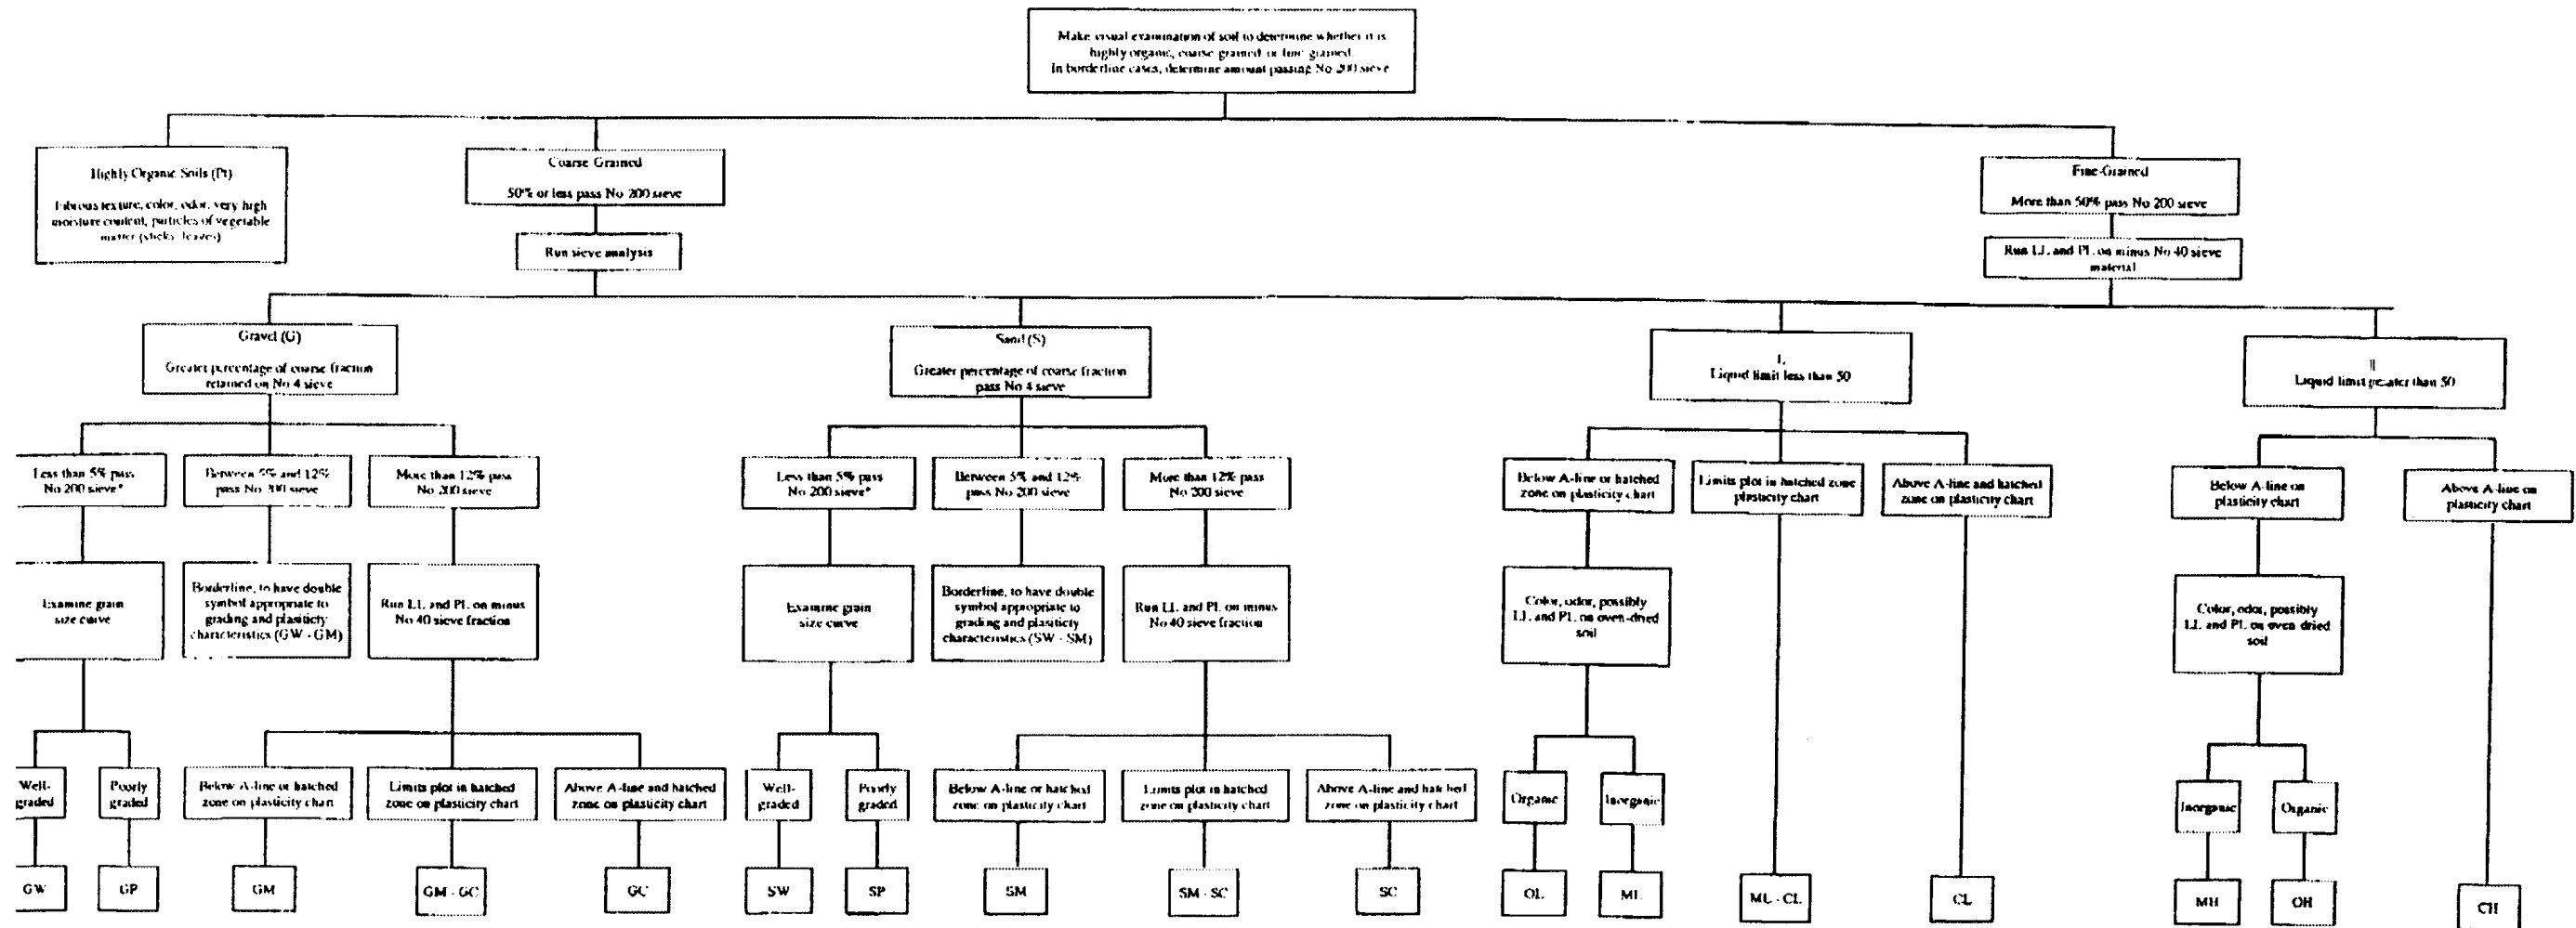 Make visual examination of soil to determine whether it is
highly organic, coarse grained or fine grained.
In borderline cases, determine amount passing No 200 sieve
Highly Organic Soils (Pt)
Fibrous texture, color, odor, very high
moisture content, particles of vegetable
matter (sticks, leaves)
Coarse Grained
50% or less pass No 200 sieve
Run sieve analysis
Fine-Grained
More than 50% pass No 200 sieve
Run LL and PL on minus No 40 sieve
material
Gravel (G)
Greater percentage of coarse fraction
retained on No 4 sieve
Sand (S)
Greater percentage of coarse fraction
pass No 4 sieve
L
Liquid limit less than 50
H
Liquid limit greater than 50
Less than 5% pass
No 200 sieve*
Between 5% and 12%
pass No 200 sieve
More than 12% pass
No 200 sieve
Less than 5% pass
No 200 sieve*
Between 5% and 12%
pass No 200 sieve
More than 12% pass
No 200 sieve
Below A-line or hatched
zone on plasticity chart
Limits plot in hatched zone
plasticity chart
Above A-line and hatched
zone on plasticity chart
Below A-line on
plasticity chart
Above A-line on
plasticity chart
Examine grain
size curve
Borderline, to have double
symbol appropriate to
grading and plasiticty
characteristics (GW - GM)
Run LL and PL on minus
No 40 sieve fraction
Examine grain
size curve
Borderline, to have double
symbol appropriate to
grading and plasiticty
characteristics (SW - SM)
Run LL and PL on minus
No 40 sieve fraction
Color, odor, possibly
LL and PL on oven-dried
soil
Color, odor, possibly
LL and PL on oven dried
soil
Well-
graded
Poorly
graded
Below A-line or hatched
zone on plasticity chart
Limits plot in hatched
zone on plasticity chart
Above A-line and hatched
zone on plasticity chart
Well-
graded
Poorly
graded
Below A-line or hatched
zone on plasticity chart
Limits plot in hatched
zone on plasticity chart
Above A-line and hatched
zone on plasticity chart
Organic
Inorganic
Inorganic
Organic
GW
GP
GM
GM - GC
GC
SW
SP
SM
SM - SC
SC
OL
ML
ML - CL
CL
MH
OH
CH